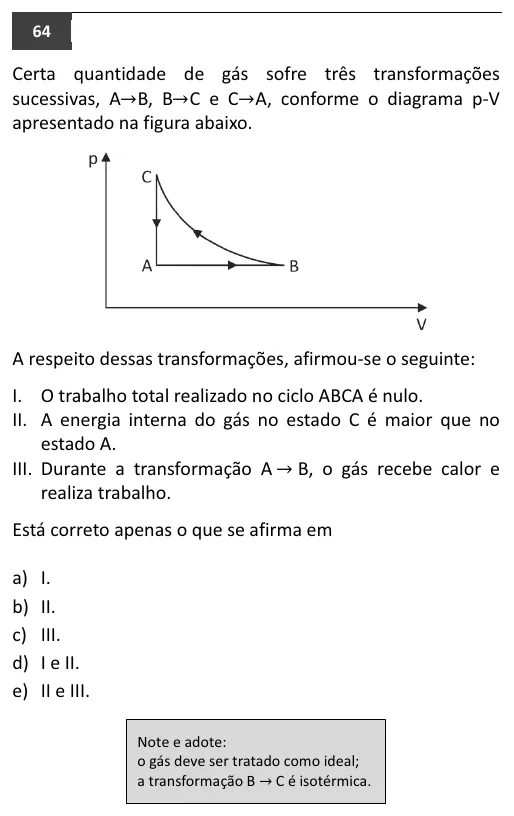 64
Certa quantidade de gás sofre três transformações
sucessivas, A→B, B→C e C→A, conforme o diagrama p-V
apresentado na figura abaixo.
p
C
A
B
V
A respeito dessas transformações, afirmou-se o seguinte:
I. O trabalho total realizado no ciclo ABCA é nulo.
II. A energia interna do gás no estado C é maior que no
estado A.
III. Durante a transformação A → B, o gás recebe calor e
realiza trabalho.
Está correto apenas o que se afirma em
a) I.
b) II.
c) III.
d) I e II.
e) II e III.
Note e adote:
o gás deve ser tratado como ideal;
a transformação B → C é isotérmica.